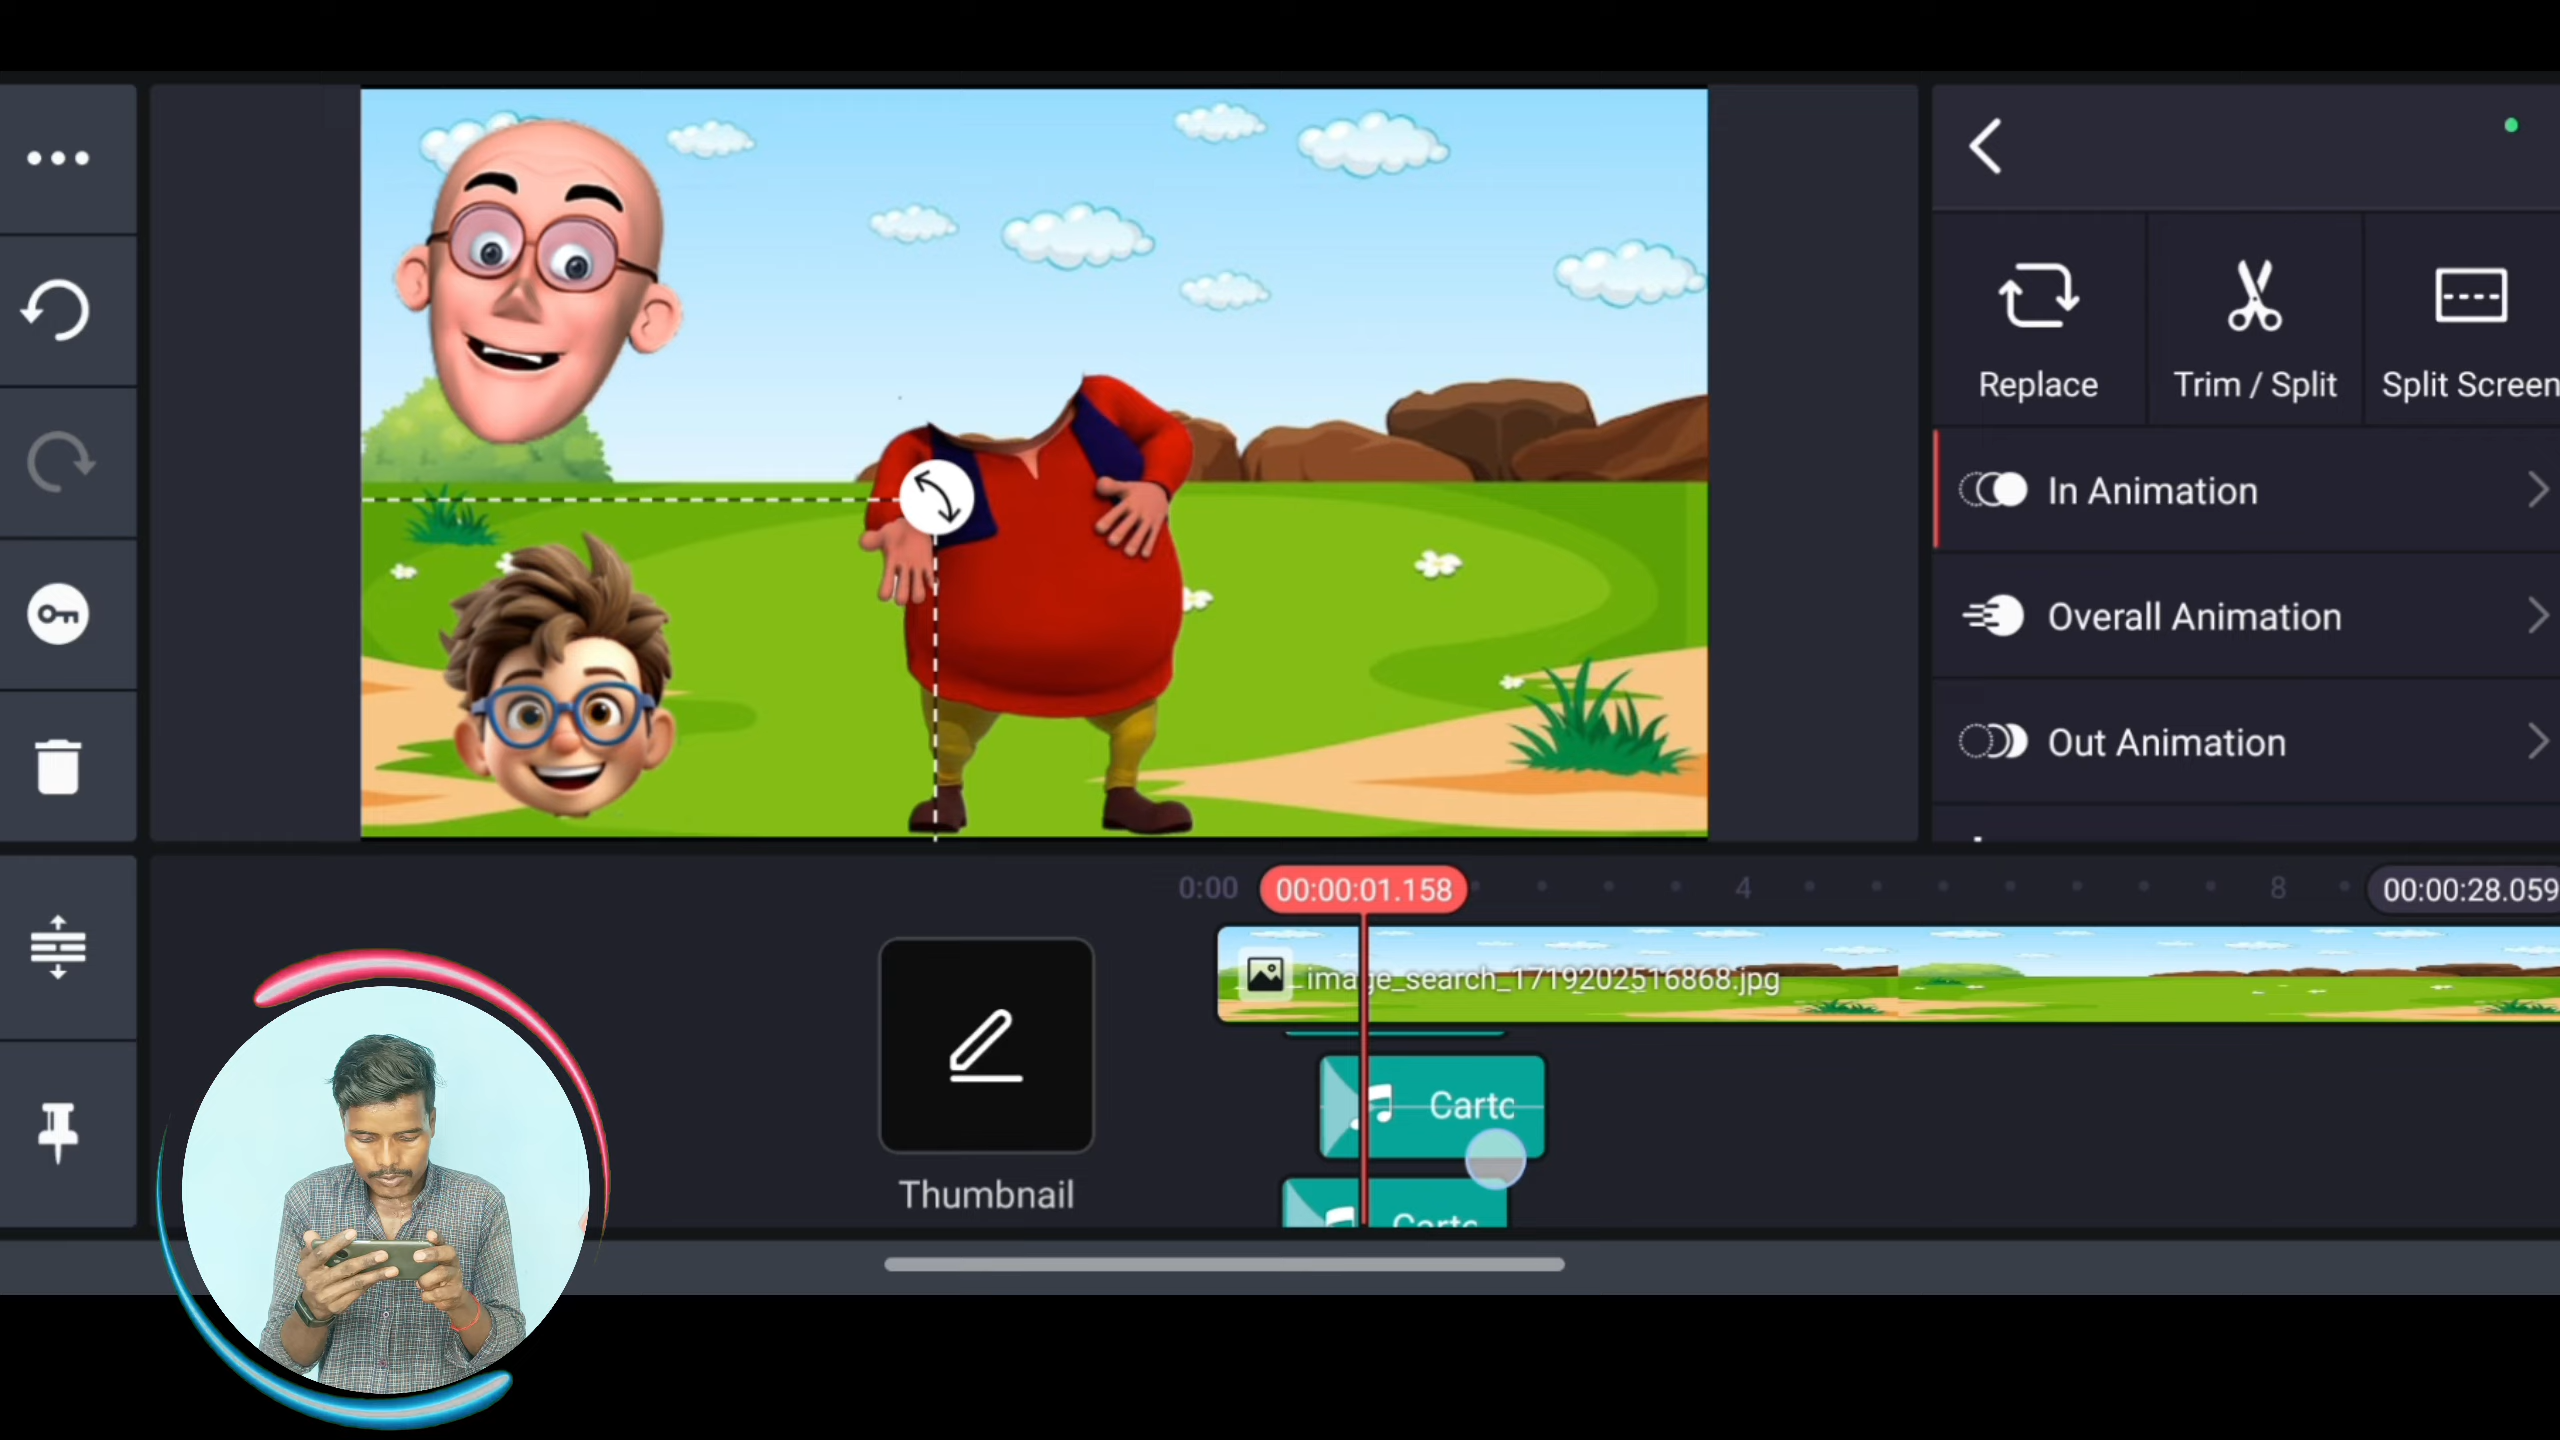 Replace
Trim / Split
Split Screen
In Animation
Overall Animation
Out Animation
0:00
00:00:01.158
4
8
00:00:28.059
image_search_1719202516868.jpg
Thumbnail
Cartc